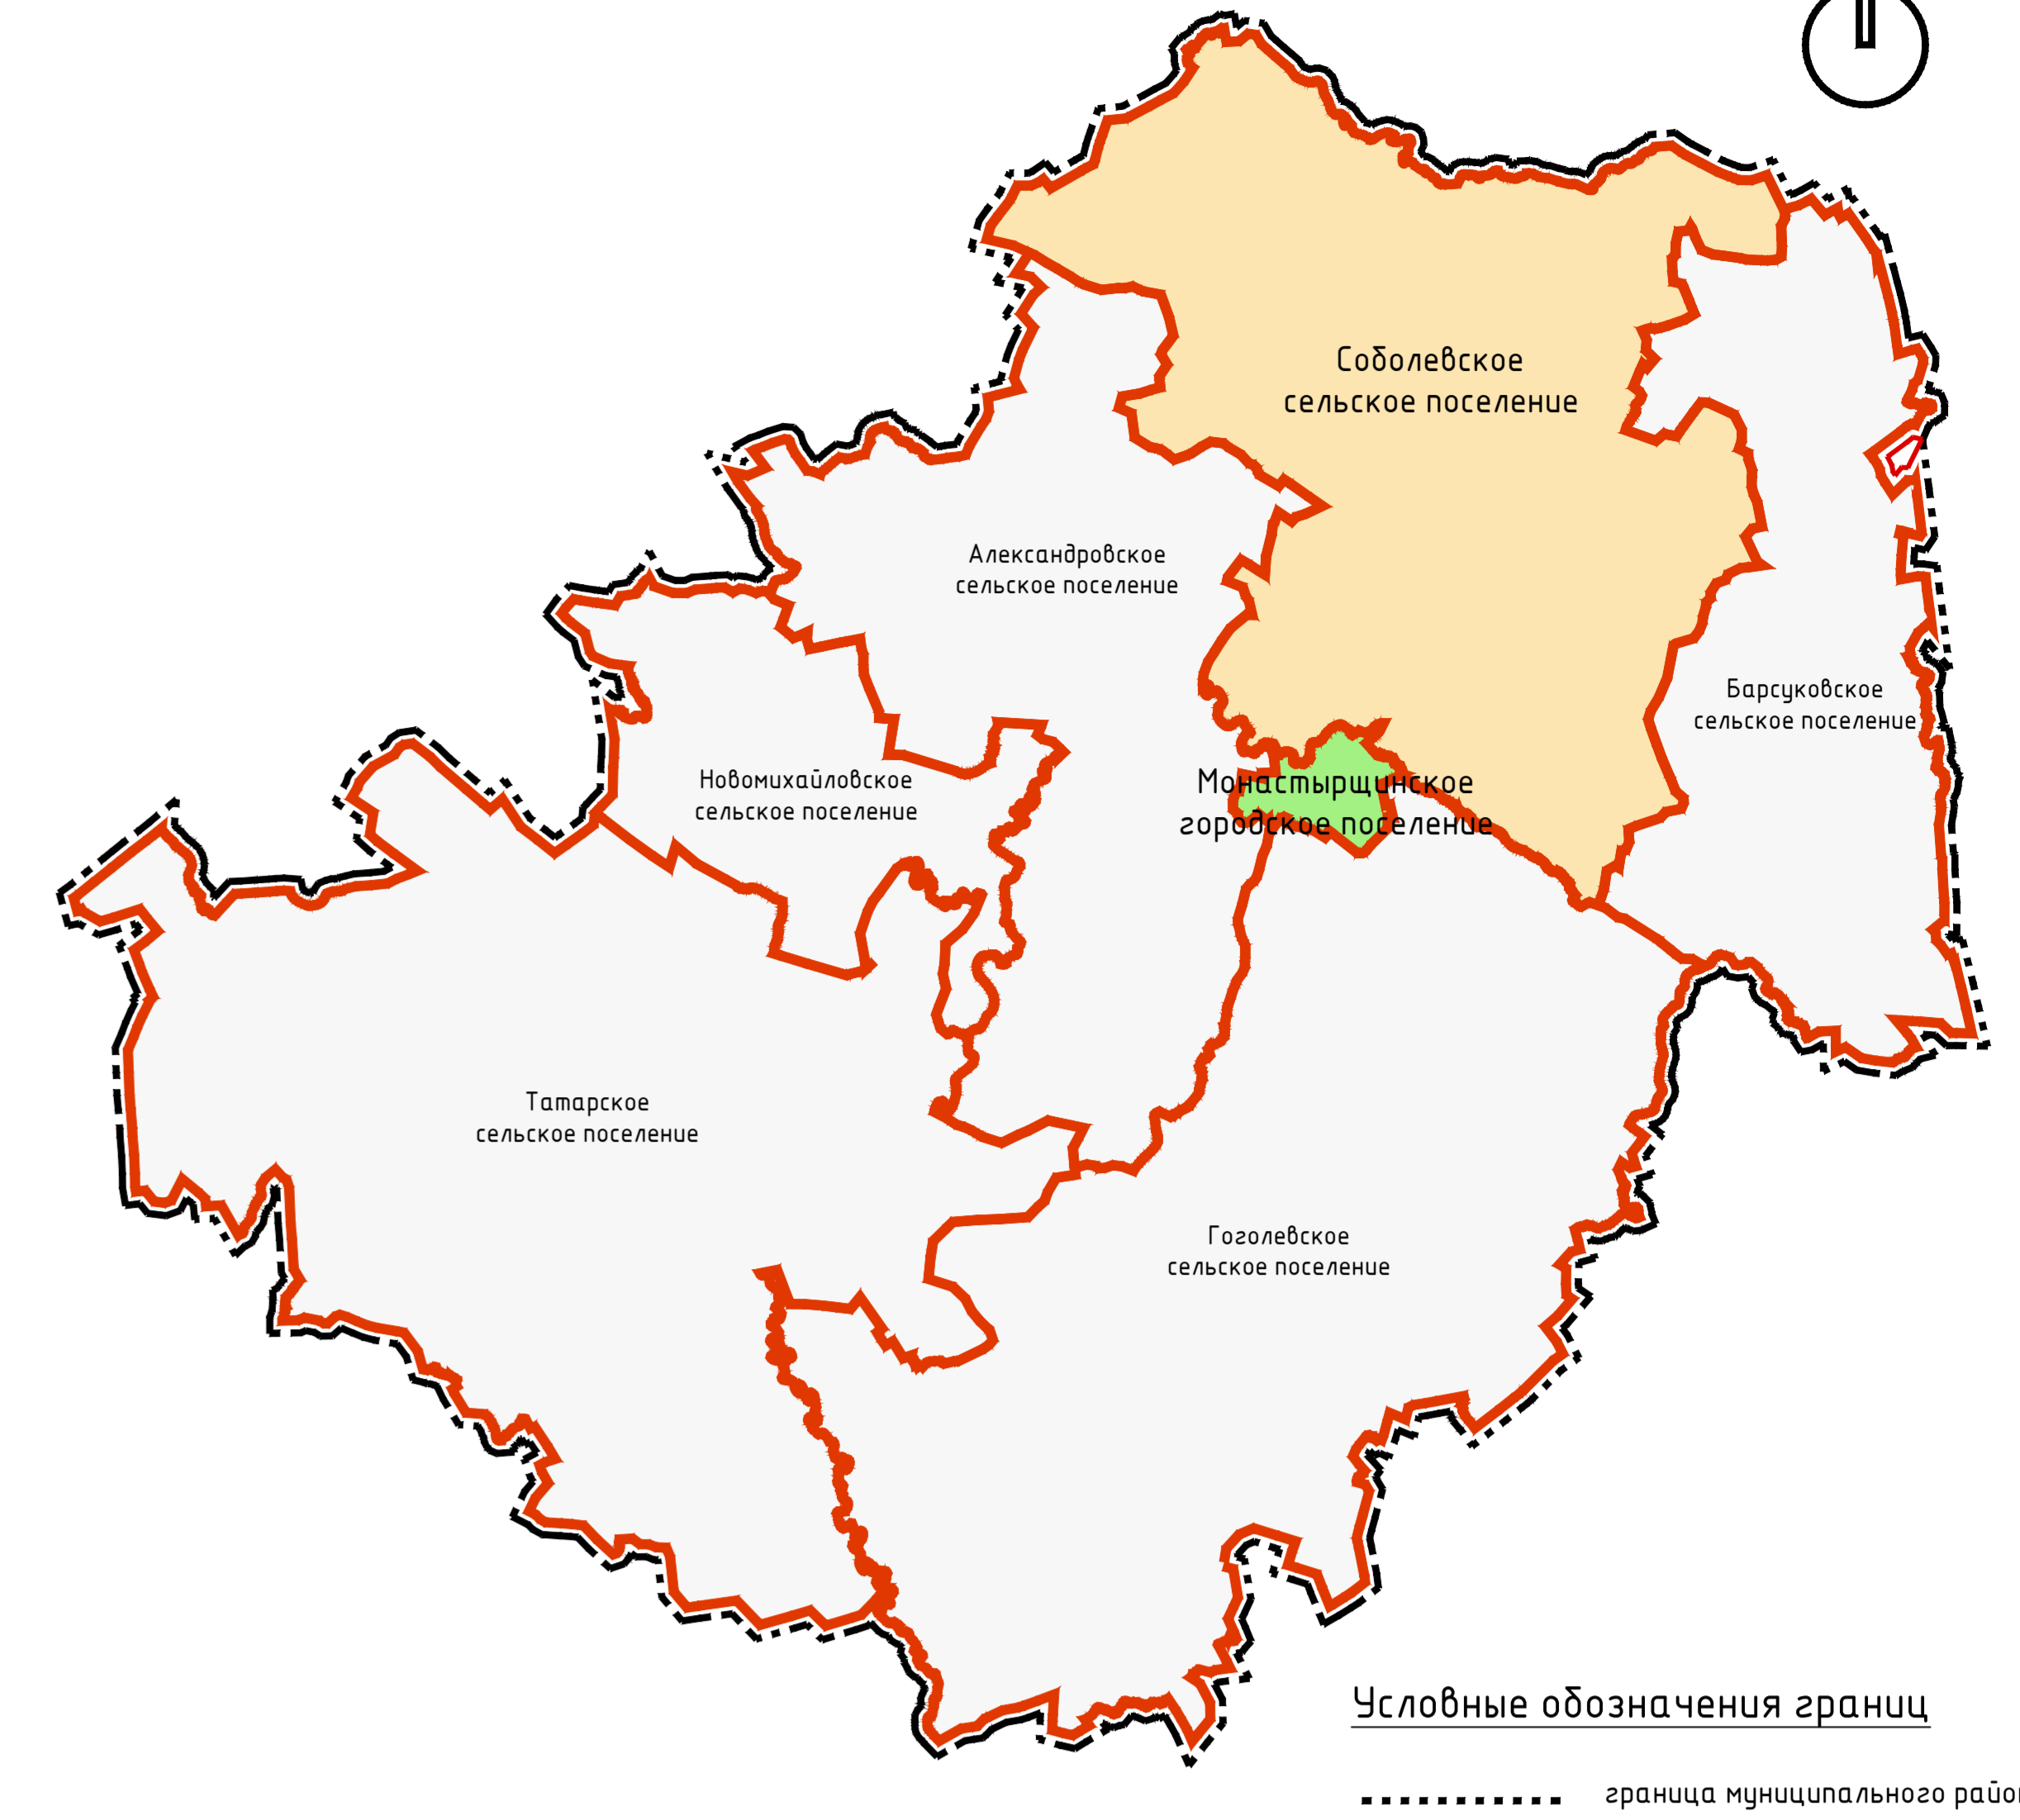 Соболевское
сельское поселение
Александровское
сельское поселение
Барсуковское
сельское поселение
Новомихайловское
сельское поселение
Монастырщинское
городское поселение
Татарское
сельское поселение
Гоголевское
сельское поселение
Условные обозначения границ
граница муниципального